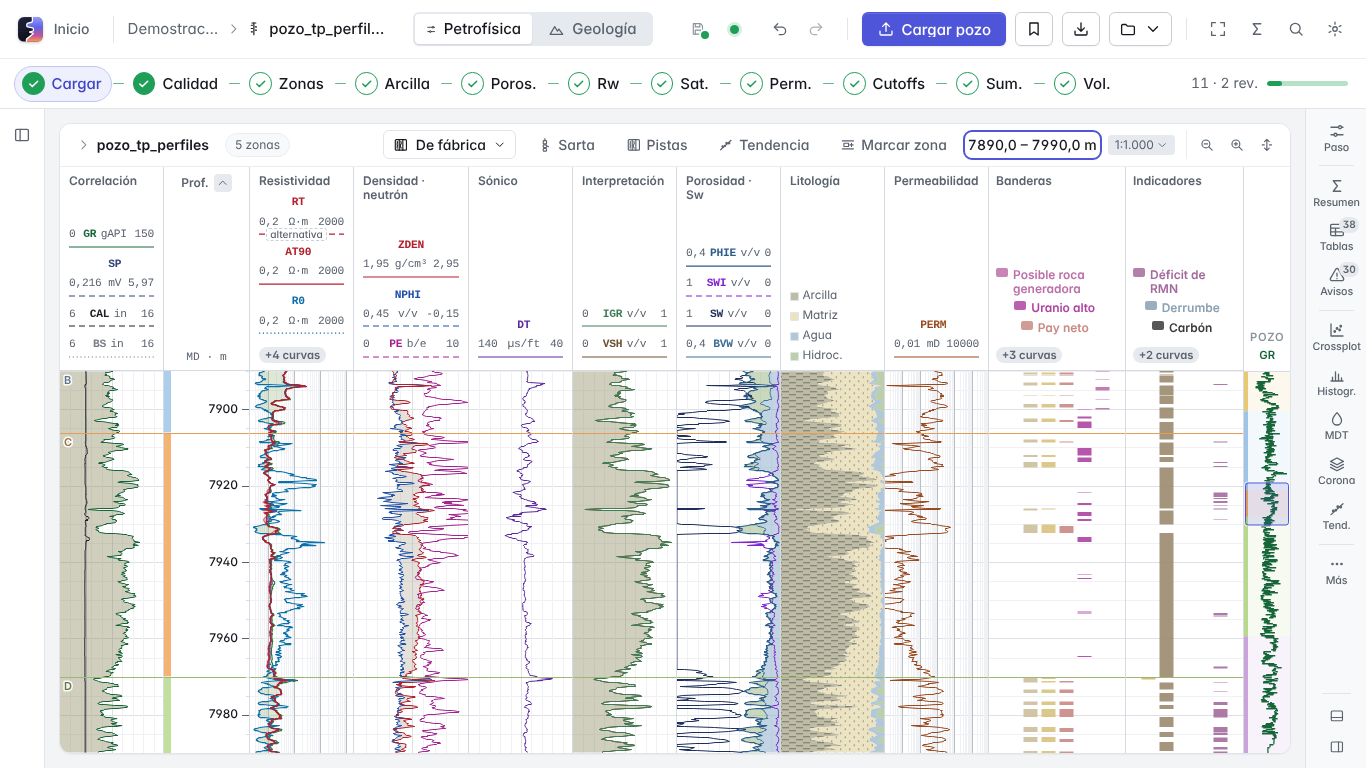 Inicio
Demostrac...
pozo_tp_perfil...
Petrofísica
Geología
Cargar pozo
Cargar
Calidad
Zonas
Arcilla
Poros.
Rw
Sat.
Perm.
Cutoffs
Sum.
Vol.
11 · 2 rev.
pozo_tp_perfiles
5 zonas
De fábrica
Sarta
Pistas
Tendencia
Marcar zona
7890,0 – 7990,0 m
1:1.000
Correlación
0 GR gAPI 150
SP
0,216 mV 5,97
6 CAL in 16
6 BS in 16
Prof.
MD · m
Resistividad
RT
0,2 Ω·m 2000
alternativa
AT90
0,2 Ω·m 2000
R0
0,2 Ω·m 2000
+4 curvas
Densidad ·
neutrón
ZDEN
1,95 g/cm³ 2,95
NPHI
0,45 v/v -0,15
0 PE b/e 10
Sónico
DT
140 µs/ft 40
Interpretación
0 IGR v/v 1
0 VSH v/v 1
Porosidad ·
Sw
0,4 PHIE v/v 0
1 SWI v/v 0
1 SW v/v 0
0,4 BVW v/v 0
Litología
Arcilla
Matriz
Agua
Hidroc.
Permeabilidad
PERM
0,01 mD 10000
Banderas
Posible roca
generadora
Uranio alto
Pay neto
+3 curvas
Indicadores
Déficit de
RMN
Derrumbe
Carbón
+2 curvas
POZO
GR
B
7900
C
7920
7940
7960
D
7980
Paso
Resumen
38
Tablas
30
Avisos
Crossplot
Histogr.
MDT
Corona
Tend.
Más